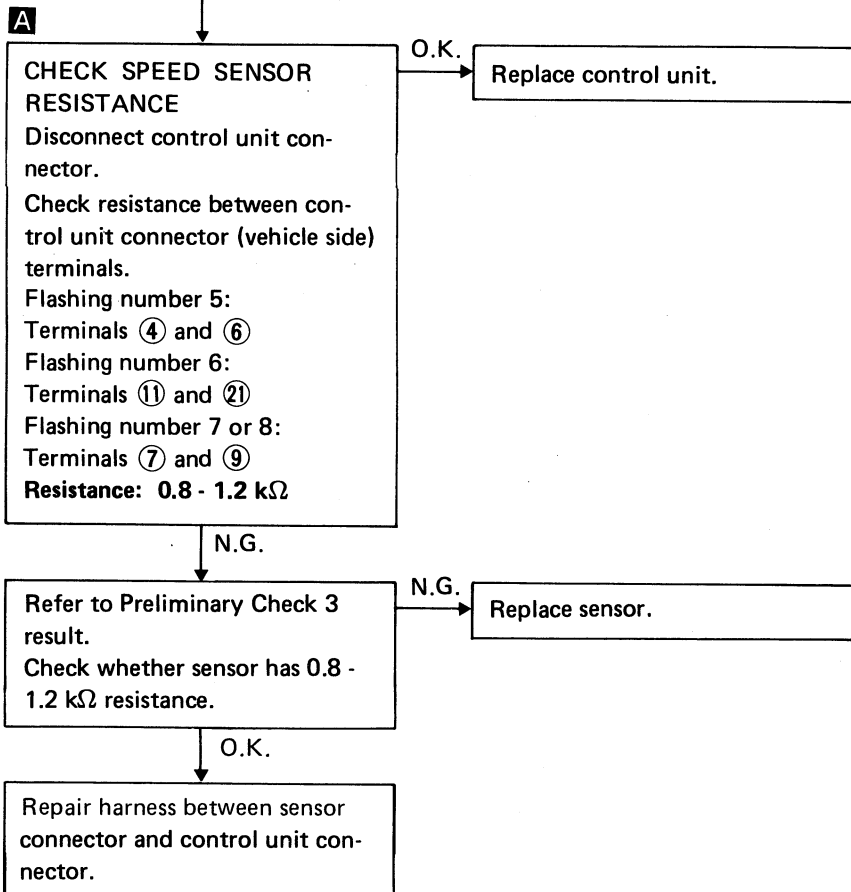 A
CHECK SPEED SENSOR
RESISTANCE
Disconnect control unit con-
nector.
Check resistance between con-
trol unit connector (vehicle side)
terminals.
Flashing number 5:
Terminals ④ and ⑥
Flashing number 6:
Terminals ⑪ and ㉑
Flashing number 7 or 8:
Terminals ⑦ and ⑨
Resistance: 0.8 - 1.2 kΩ
O.K.
Replace control unit.
N.G.
Refer to Preliminary Check 3
result.
Check whether sensor has 0.8 -
1.2 kΩ resistance.
N.G.
Replace sensor.
O.K.
Repair harness between sensor
connector and control unit con-
nector.